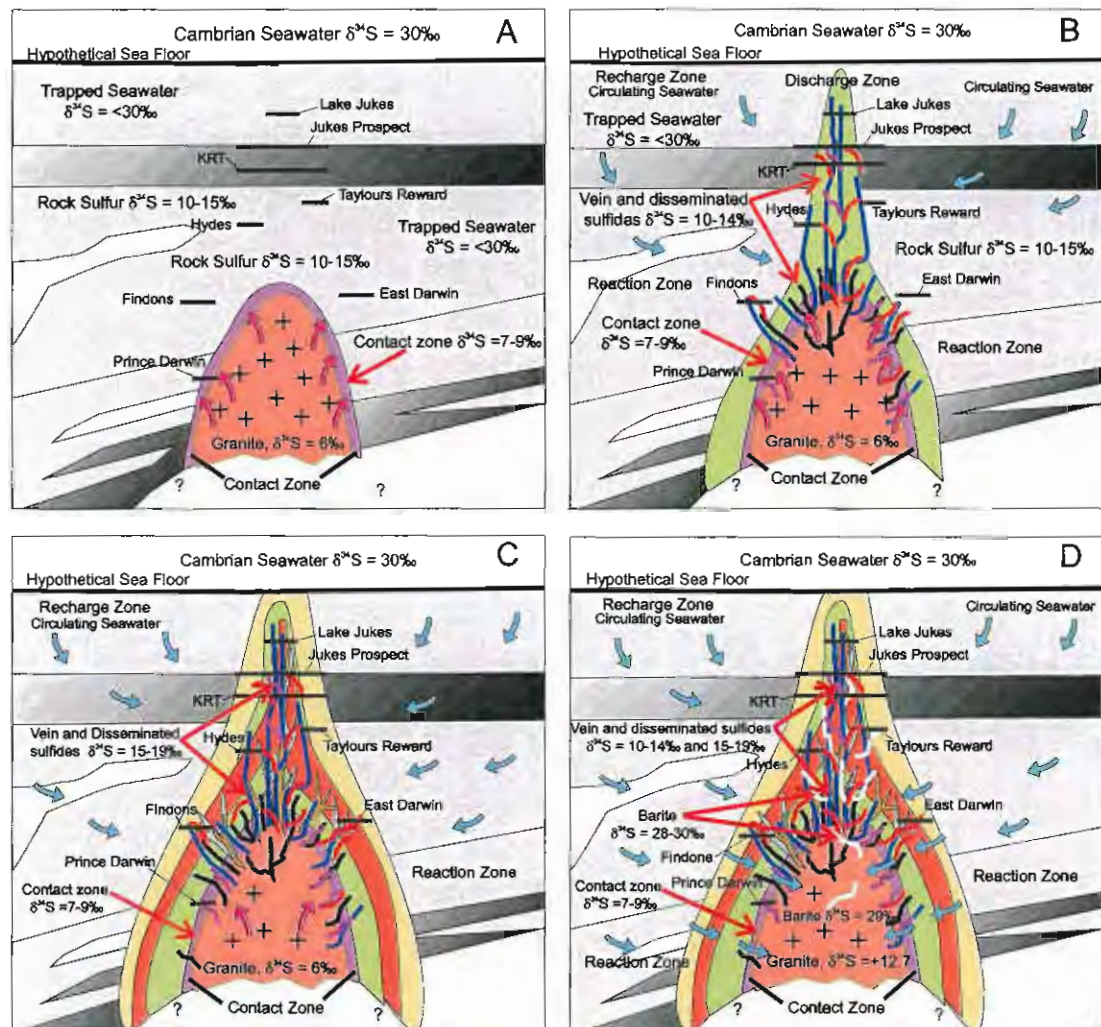 Cambrian Seawater δ³⁴S = 30‰
A
Hypothetical Sea Floor
Trapped Seawater
δ³⁴S = <30‰
Lake Jukes
Jukes Prospect
KRT
Rock Sulfur δ³⁴S = 10-15‰
Taylours Reward
Hydes
Trapped Seawater
δ³⁴S = <30‰
Rock Sulfur δ³⁴S = 10-15‰
Findons
East Darwin
Contact zone δ³⁴S =7-9‰
Prince Darwin
Granite, δ³⁴S = 6‰
Contact Zone
?
?
Cambrian Seawater δ³⁴S = 30‰
B
Hypothetical Sea Floor
Recharge Zone
Circulating Seawater
Discharge Zone
Circulating Seawater
Lake Jukes
Trapped Seawater
δ³⁴S = <30‰
Jukes Prospect
KRT
Vein and disseminated
sulfides δ³⁴S = 10-14‰
Hydes
Taylours Reward
Rock Sulfur δ³⁴S = 10-15‰
Reaction Zone
Findons
East Darwin
Contact zone
δ³⁴S =7-9‰
Prince Darwin
Reaction Zone
Granite, δ³⁴S = 6‰
Contact Zone
?
?
Cambrian Seawater δ³⁴S = 30‰
C
Hypothetical Sea Floor
Recharge Zone
Circulating Seawater
Lake Jukes
Jukes Prospect
KRT
Vein and Disseminated
sulfides δ³⁴S = 15-19‰
Hydes
Taylours Reward
Findons
East Darwin
Prince Darwin
Reaction Zone
Contact zone
δ³⁴S =7-9‰
Granite, δ³⁴S = 6‰
Contact Zone
?
?
Cambrian Seawater δ³⁴S = 30‰
D
Hypothetical Sea Floor
Recharge Zone
Circulating Seawater
Circulating Seawater
Lake Jukes
Jukes Prospect
KRT
Vein and disseminated sulfides
δ³⁴S = 10-14‰ and 15-19‰
Hydes
Taylours Reward
East Darwin
Barite
δ³⁴S = 28-30‰
Findone
Prince Darwin
Reaction Zone
Contact zone
δ³⁴S =7-9‰
Barite δ³⁴S = 29‰
Reaction Zone
Granite, δ³⁴S =+12.7
Contact Zone
?
?